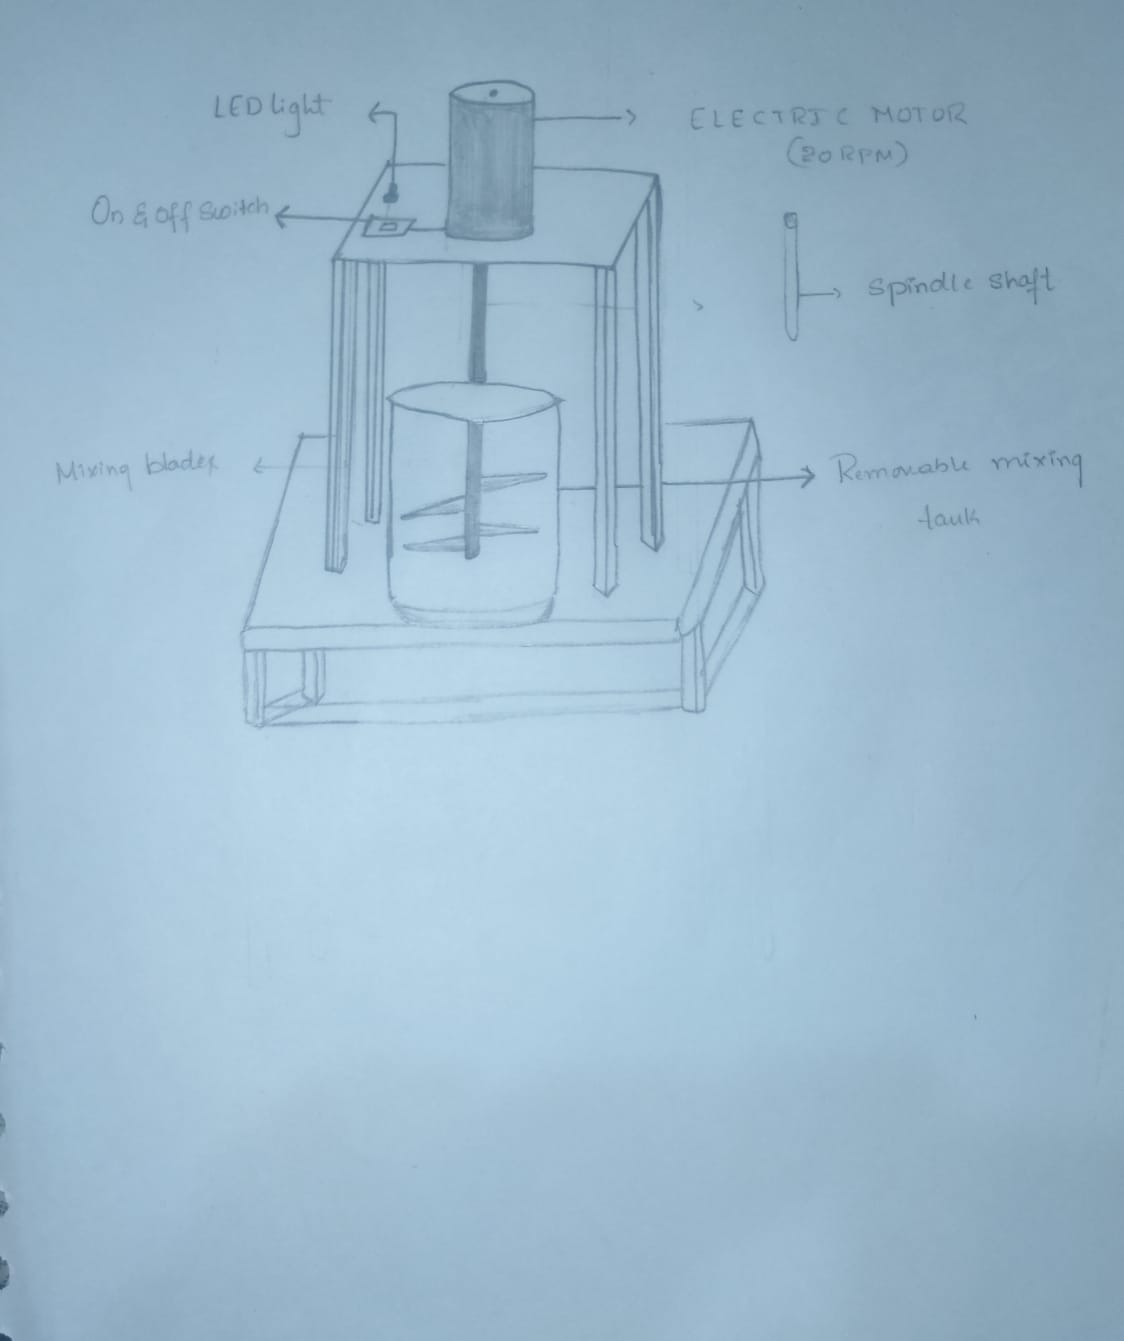 LED light
ELECTRIC MOTOR
(20 RPM)
On & off switch
Spindle shaft
Mixing blades
Removable mixing
tank